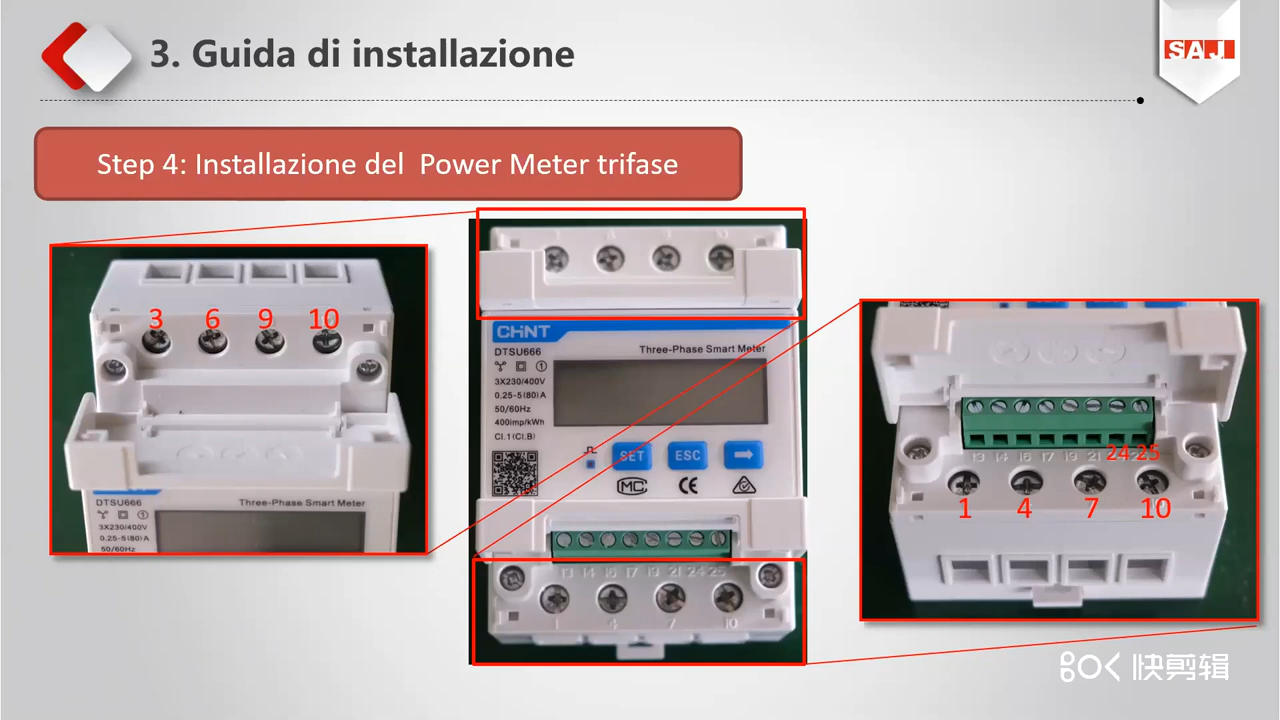 3. Guida di installazione
SAJ
Step 4: Installazione del Power Meter trifase
3 6 9 10
DTSU666
Three-Phase Smart Meter
3X230/400V
0.25-5(80)A
50/60Hz
CHNT
DTSU666
Three-Phase Smart Meter
3X230/400V
0.25-5(80)A
50/60Hz
400imp/kWh
Cl.1(Cl.B)
SET ESC
MC CE
13 14 16 17 19 21 24 25
1 4 7 10
13 14 16 17 19 21 24 25
1 4 7 10
快剪辑